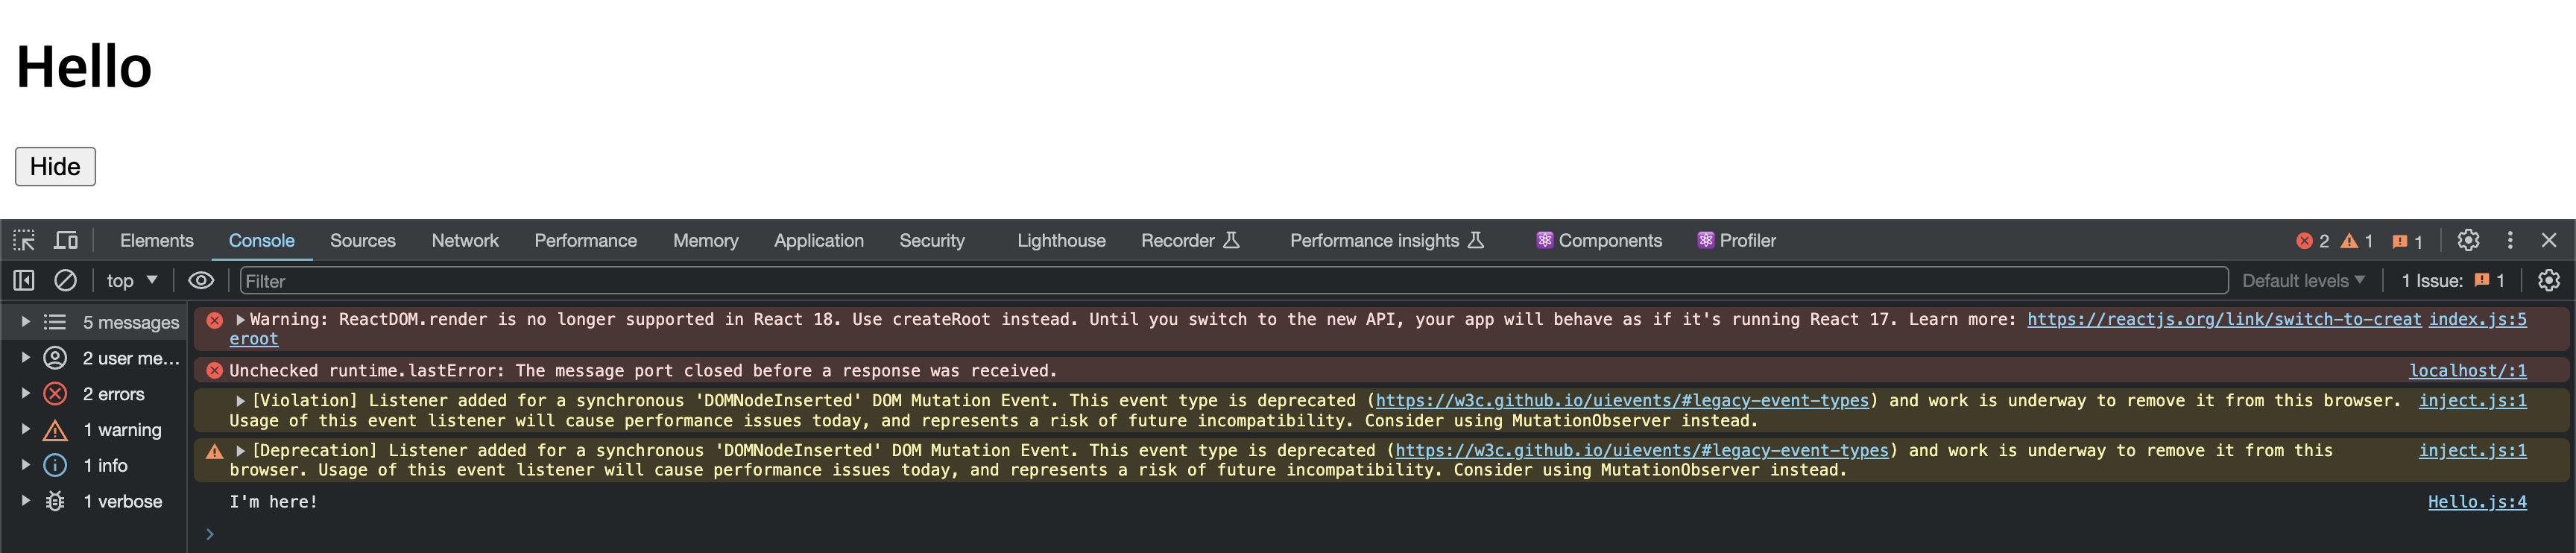 Hello
Hide
Elements Console Sources Network Performance Memory Application Security Lighthouse Recorder Performance insights Components Profiler 2 1 1
top Filter Default levels 1 Issue: 1
5 messages
2 user me...
2 errors
1 warning
1 info
1 verbose
Warning: ReactDOM.render is no longer supported in React 18. Use createRoot instead. Until you switch to the new API, your app will behave as if it's running React 17. Learn more: https://reactjs.org/link/switch-to-creat index.js:5
eroot
Unchecked runtime.lastError: The message port closed before a response was received. localhost/:1
[Violation] Listener added for a synchronous 'DOMNodeInserted' DOM Mutation Event. This event type is deprecated (https://w3c.github.io/uievents/#legacy-event-types) and work is underway to remove it from this browser. inject.js:1
Usage of this event listener will cause performance issues today, and represents a risk of future incompatibility. Consider using MutationObserver instead.
[Deprecation] Listener added for a synchronous 'DOMNodeInserted' DOM Mutation Event. This event type is deprecated (https://w3c.github.io/uievents/#legacy-event-types) and work is underway to remove it from this inject.js:1
browser. Usage of this event listener will cause performance issues today, and represents a risk of future incompatibility. Consider using MutationObserver instead.
I'm here! Hello.js:4